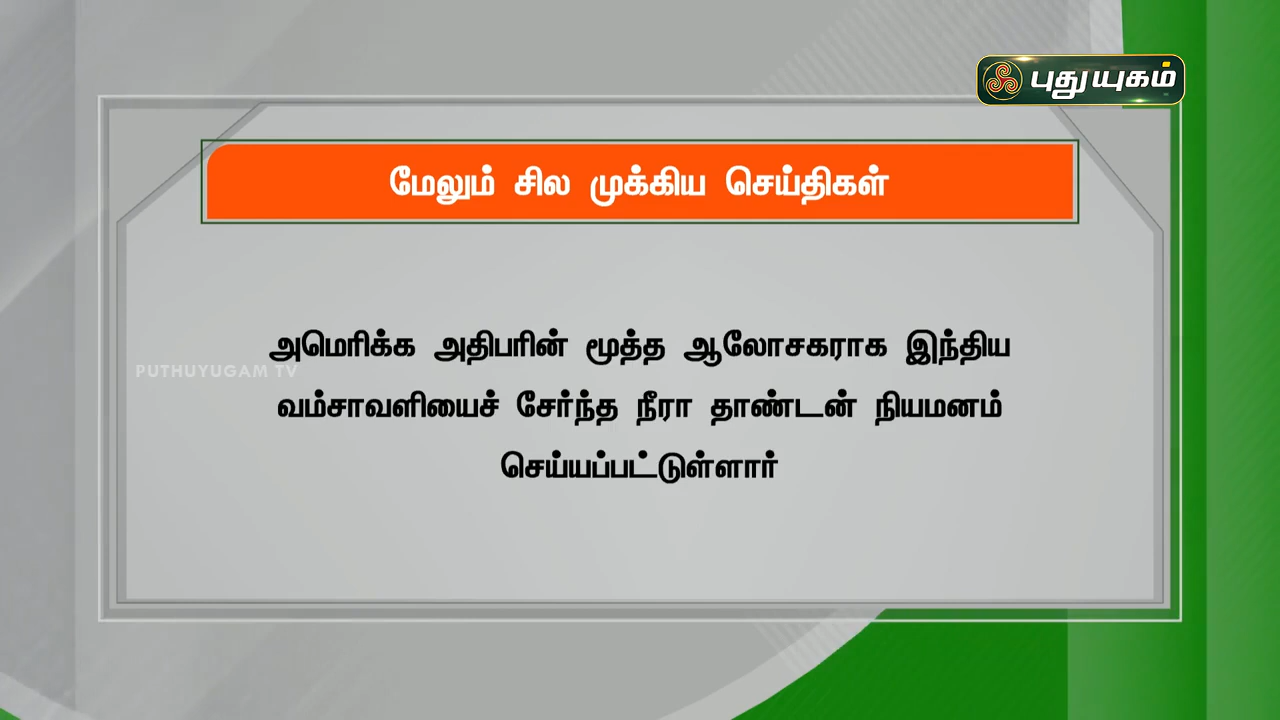 புதுயுகம்
மேலும் சில முக்கிய செய்திகள்
அமெரிக்க அதிபரின் மூத்த ஆலோசகராக இந்திய
PUTHUYUGAM TV
வம்சாவளியைச் சேர்ந்த நீரா தாண்டன் நியமனம்
செய்யப்பட்டுள்ளார்